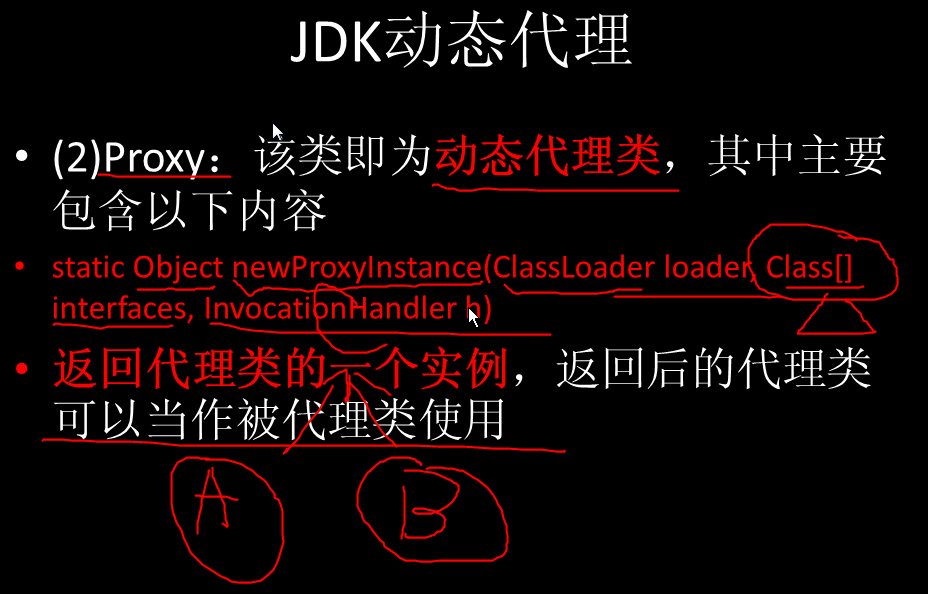 JDK动态代理
• (2)Proxy：该类即为动态代理类，其中主要
包含以下内容
• static Object newProxyInstance(ClassLoader loader, Class[]
interfaces, InvocationHandler h)
• 返回代理类的一个实例，返回后的代理类
可以当作被代理类使用
A B